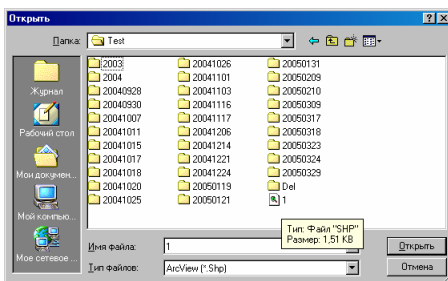 Открыть
Папка:
Test
Журнал
Рабочий стол
Мои докумен...
Мой компью...
Мое сетевое ...
2003
2004
20040928
20040930
20041007
20041011
20041015
20041017
20041018
20041020
20041025
20041026
20041101
20041103
20041116
20041117
20041206
20041214
20041221
20041224
20050119
20050121
20050131
20050209
20050210
20050309
20050317
20050318
20050323
20050324
20050329
Del
1
Тип: Файл "SHP"
Размер: 1,51 KB
Имя файла:
1
Открыть
Тип файлов:
ArcView (*.Shp)
Отмена